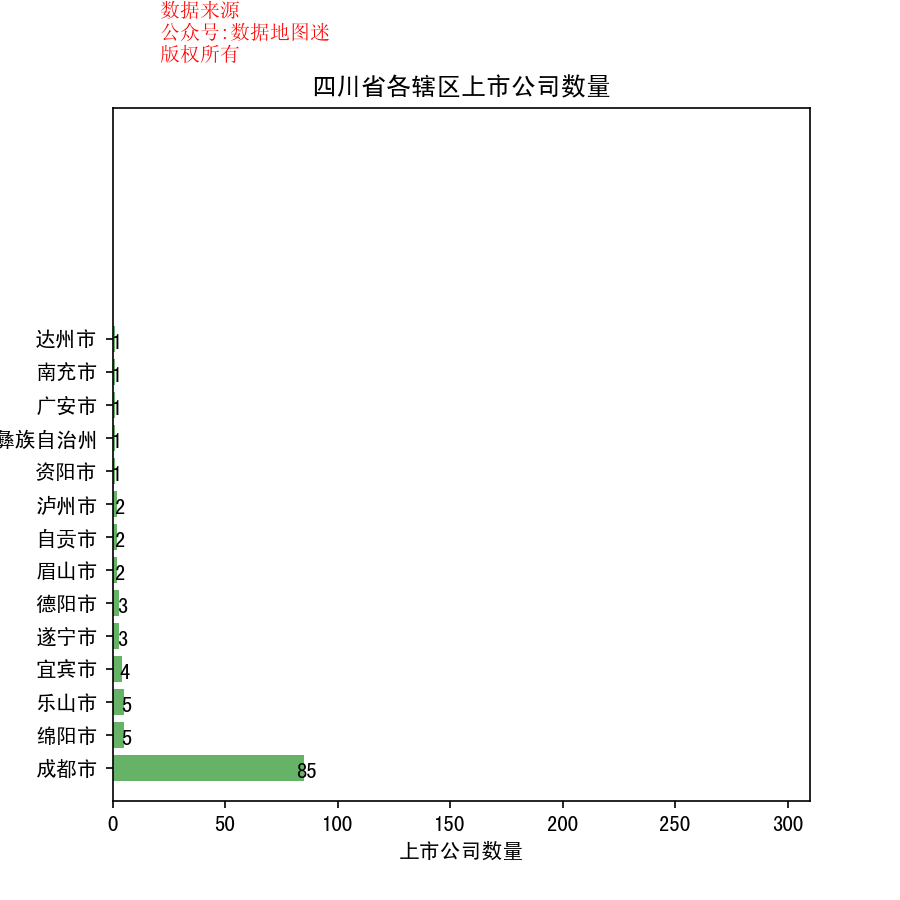 数据来源
公众号:数据地图迷
版权所有
四川省各辖区上市公司数量
达州市 1
南充市 1
广安市 1
彝族自治州 1
资阳市 1
泸州市 2
自贡市 2
眉山市 2
德阳市 3
遂宁市 3
宜宾市 4
乐山市 5
绵阳市 5
成都市 85
0 50 100 150 200 250 300
上市公司数量